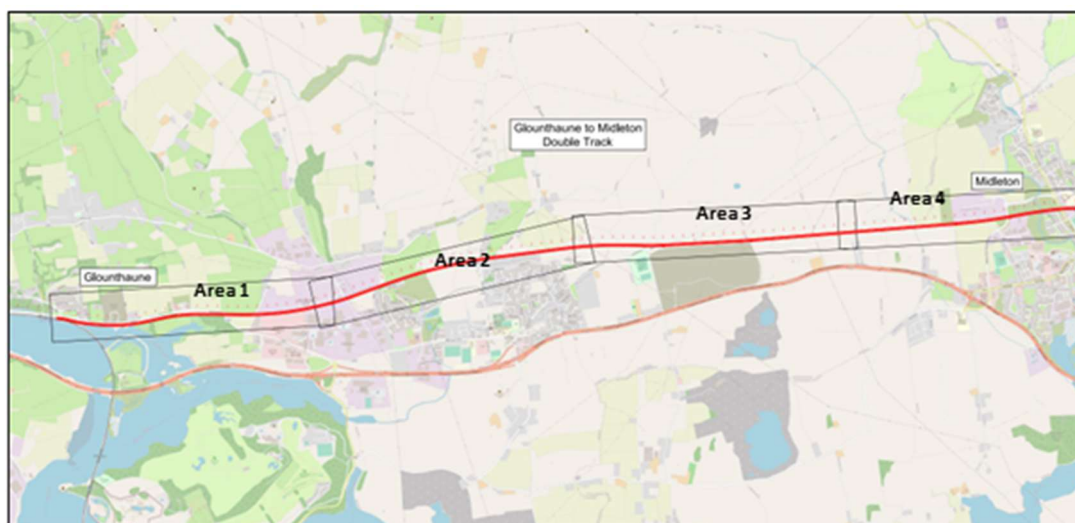 Glounthaune to Midleton
Double Track
Midleton
Area 4
Area 3
Area 2
Glounthaune
Area 1